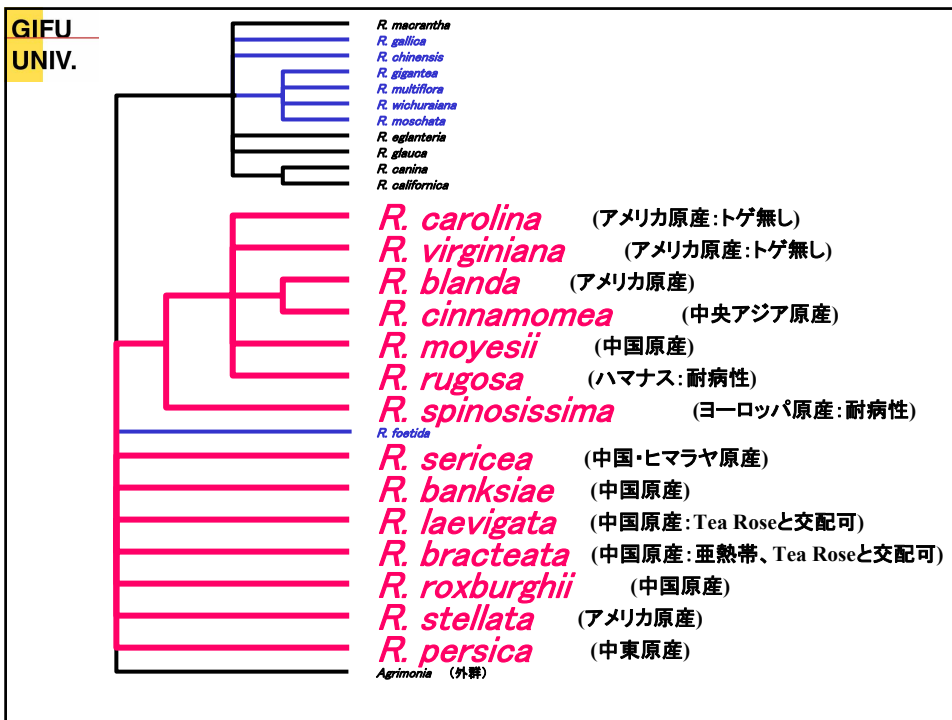 GIFU
UNIV.
R. macrantha
R. gallica
R. chinensis
R. gigantea
R. multiflora
R. wichuraiana
R. moschata
R. eglanteria
R. glauca
R. canina
R. californica
R. carolina (アメリカ原産：トゲ無し)
R. virginiana (アメリカ原産：トゲ無し)
R. blanda (アメリカ原産)
R. cinnamomea (中央アジア原産)
R. moyesii (中国原産)
R. rugosa (ハマナス：耐病性)
R. spinosissima (ヨーロッパ原産：耐病性)
R. foetida
R. sericea (中国・ヒマラヤ原産)
R. banksiae (中国原産)
R. laevigata (中国原産：Tea Roseと交配可)
R. bracteata (中国原産：亜熱帯、Tea Roseと交配可)
R. roxburghii (中国原産)
R. stellata (アメリカ原産)
R. persica (中東原産)
Agrimonia (外群)